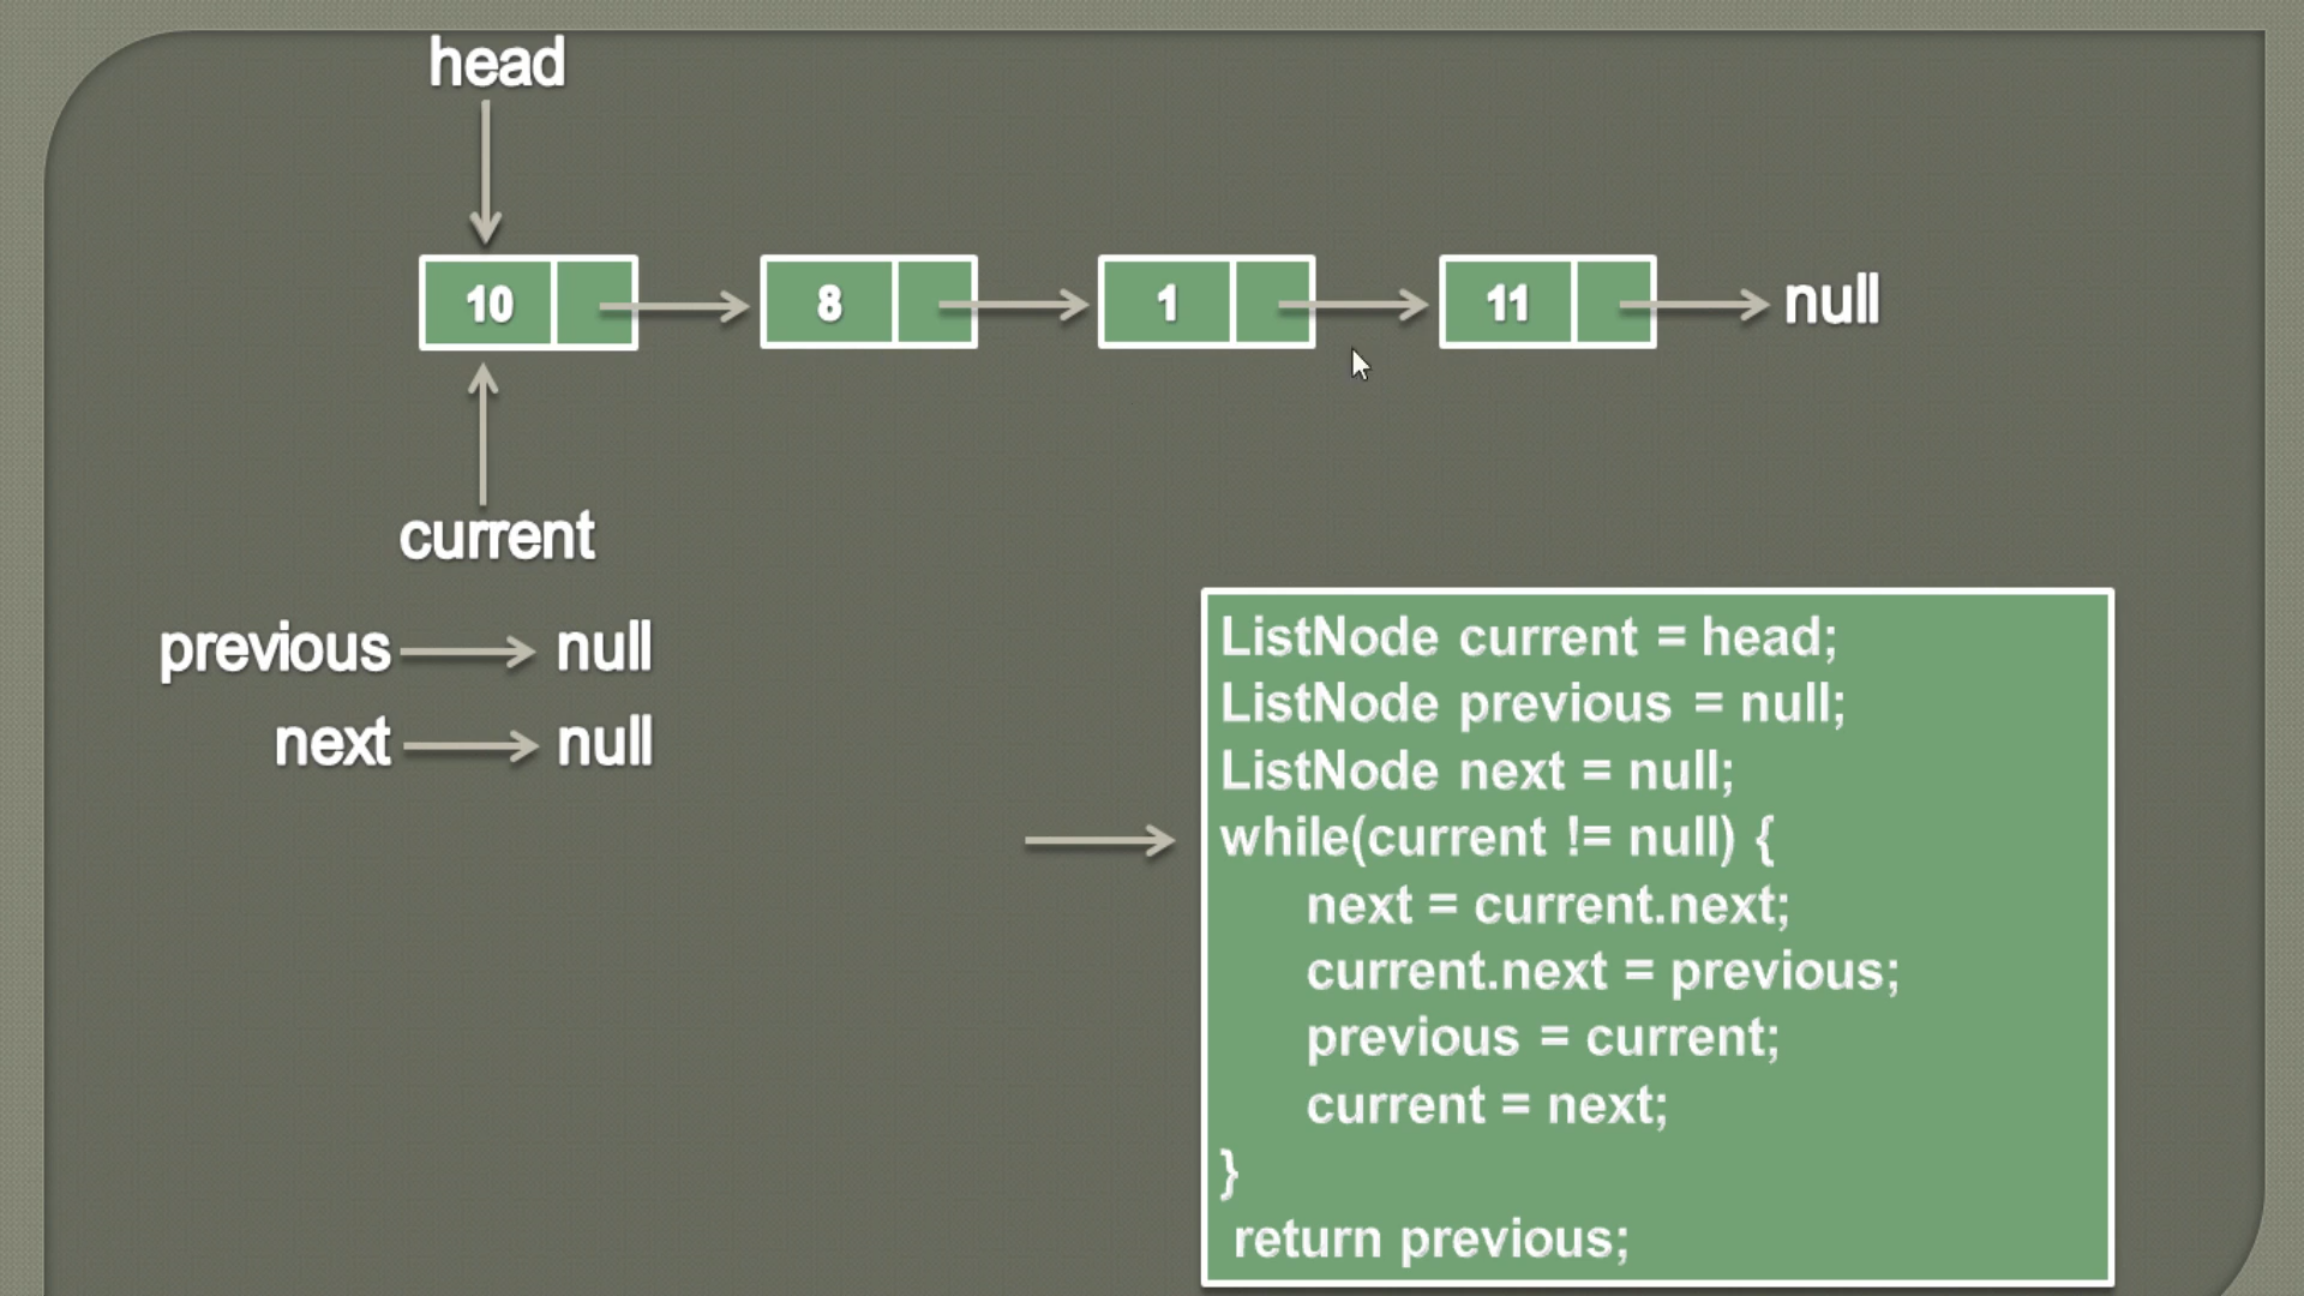 head
10 8 1 11 null
current
previous null
next null
ListNode current = head;
ListNode previous = null;
ListNode next = null;
while(current != null) {
next = current.next;
current.next = previous;
previous = current;
current = next;
}
return previous;